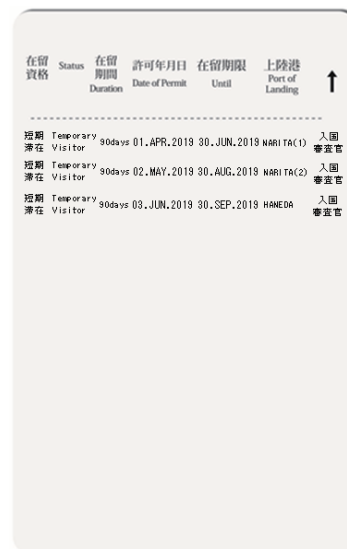 在留資格 Status 在留期間 Duration 許可年月日 Date of Permit 在留期限 Until 上陸港 Port of Landing ↑
短期滞在 Temporary Visitor 90days 01.APR.2019 30.JUN.2019 NARITA(1) 入国審査官
短期滞在 Temporary Visitor 90days 02.MAY.2019 30.AUG.2019 NARITA(2) 入国審査官
短期滞在 Temporary Visitor 90days 03.JUN.2019 30.SEP.2019 HANEDA 入国審査官